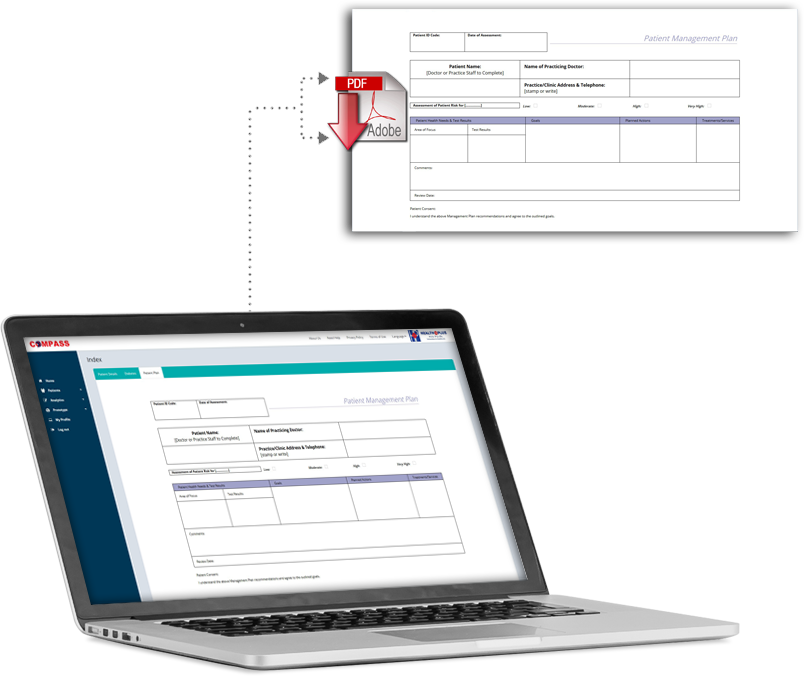 Patient ID Code:
Date of Assessment:
Patient Management Plan
Patient Name:
[Doctor or Practice Staff to Complete]
Name of Practicing Doctor:
Practice/Clinic Address & Telephone:
[stamp or write]
Assessment of Patient Risk for [..............]
Low:
Moderate:
High:
Very High:
Patient Health Needs & Test Results:
Goals
Planned Actions
Treatments/Services
Area of Focus
Test Results:
Comments:
Review Date:
Patient Consent:
I understand the above Management Plan recommendations and agree to the outlined goals.
PDF
Adobe
COMPASS
About Us
Privacy Policy
Terms of Use
Language
HEALTH PLUS
Index
Patient Details
Patient Plan
Home
Patients
Analytics
My Profile
Log out
Patient ID Code:
Date of Assessment:
Patient Management Plan
Patient Name:
[Doctor or Practice Staff to Complete]
Name of Practicing Doctor:
Practice/Clinic Address & Telephone:
[stamp or write]
Assessment of Patient Risk for [..............]
Low:
Moderate:
High:
Very High:
Patient Health Needs & Test Results:
Goals
Planned Actions
Treatments/Services
Area of Focus
Test Results:
Comments:
Review Date:
Patient Consent:
I understand the above Management Plan recommendations and agree to the outlined goals.